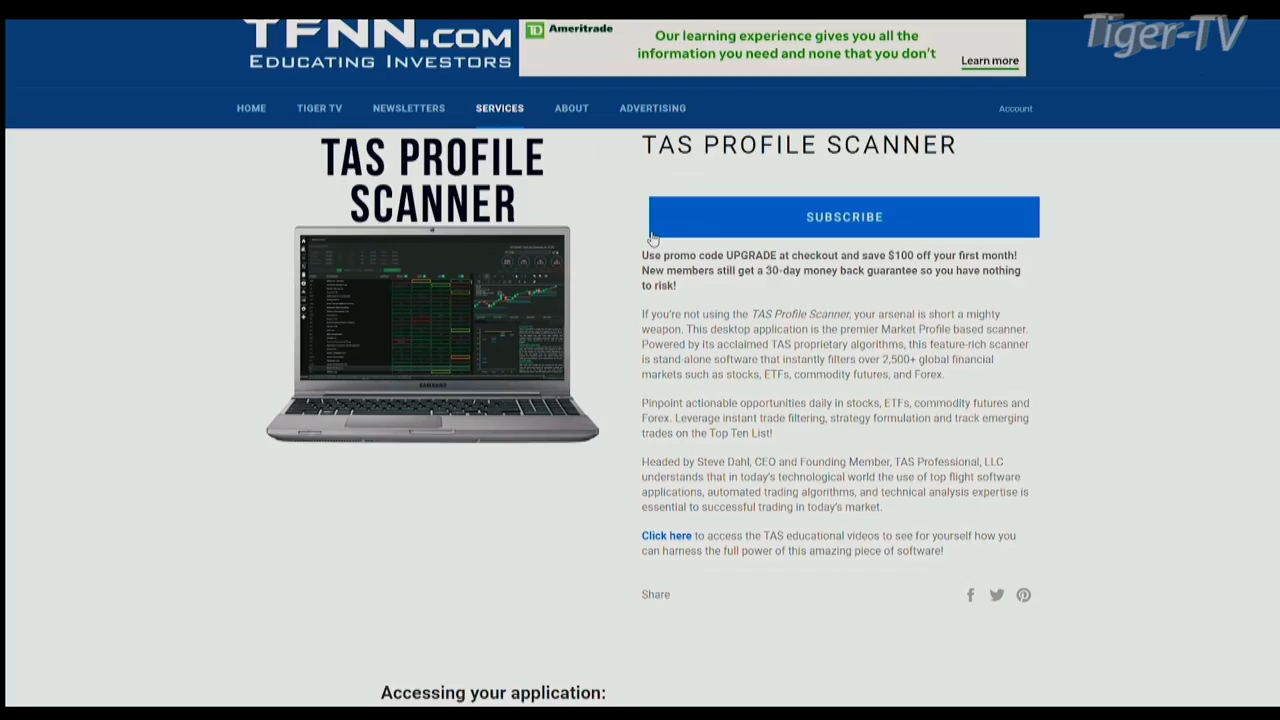 TFNN.COM
EDUCATING INVESTORS
TD Ameritrade
Our learning experience gives you all the
information you need and none that you don't
Learn more
Tiger-TV
HOME TIGER TV NEWSLETTERS SERVICES ABOUT ADVERTISING Account
TAS PROFILE
SCANNER
SAMSUNG
TAS PROFILE SCANNER
SUBSCRIBE
Use promo code UPGRADE at checkout and save $100 off your first month!
New members still get a 30-day money back guarantee so you have nothing
to risk!
If you're not using the TAS Profile Scanner, your arsenal is short a mighty
weapon. This desktop application is the premier Market Profile based scanner.
Powered by its acclaimed TAS proprietary algorithms, this feature-rich scanner
is stand-alone software that instantly filters over 2,500+ global financial
markets such as stocks, ETFs, commodity futures, and Forex.
Pinpoint actionable opportunities daily in stocks, ETFs, commodity futures and
Forex. Leverage instant trade filtering, strategy formulation and track emerging
trades on the Top Ten List!
Headed by Steve Dahl, CEO and Founding Member, TAS Professional, LLC
understands that in today's technological world the use of top flight software
applications, automated trading algorithms, and technical analysis expertise is
essential to successful trading in today's market.
Click here to access the TAS educational videos to see for yourself how you
can harness the full power of this amazing piece of software!
Share
Accessing your application: